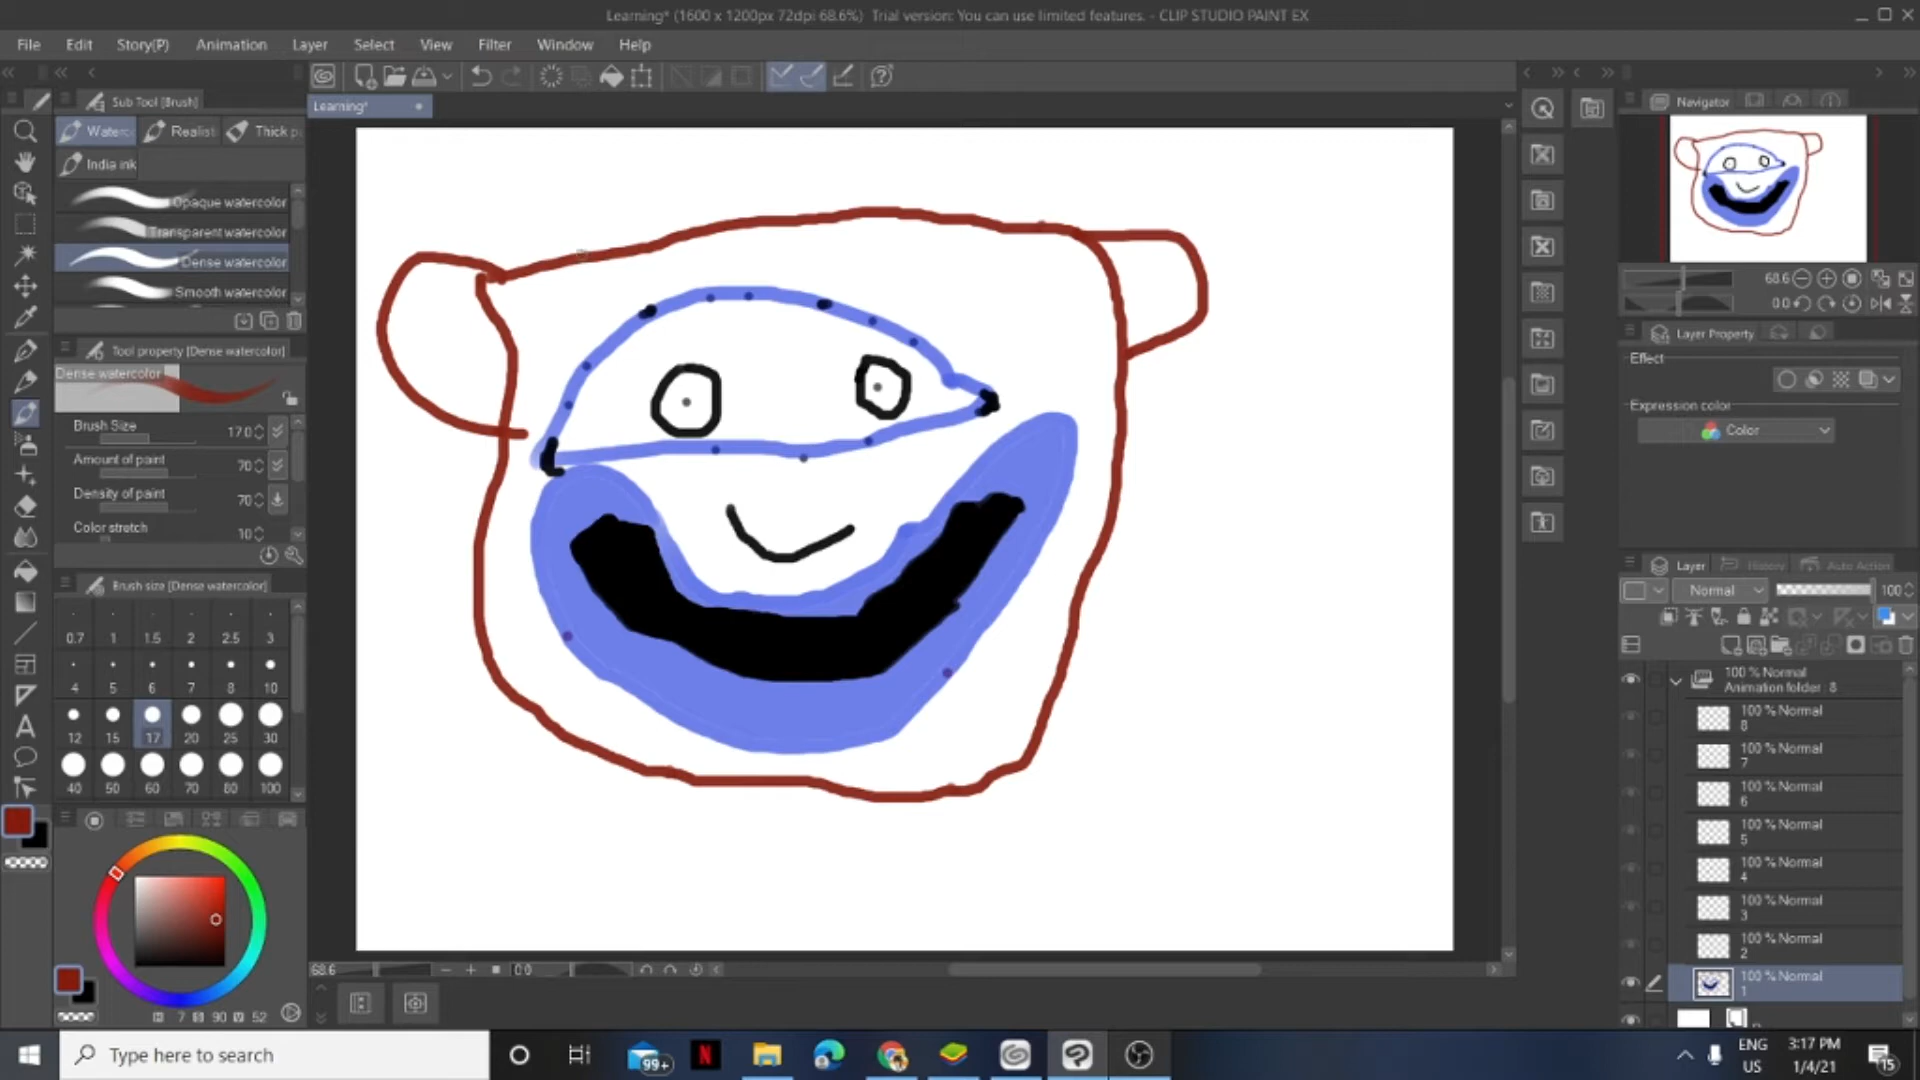 Learning* (1600 x 1200px 72dpi 68.6%)  Trial version: You can use limited features. - CLIP STUDIO PAINT EX
File Edit Story(P) Animation Layer Select View Filter Window Help
Sub Tool [Brush]
Learning*
Navigator
Waterc Realist Thick p
India ink
Opaque watercolor
Transparent watercolor
Dense watercolor
Smooth watercolor
68.6
0.0
Tool property [Dense watercolor]
Layer Property
Effect
Dense watercolor
Expression color
Brush Size 17.0
Color
Amount of paint 70
Density of paint 70
Color stretch 10
Brush size [Dense watercolor]
Layer History Auto Action
Normal 100
0.7 1 1.5 2 2.5 3
4 5 6 7 8 10
12 15 17 20 25 30
40 50 60 70 80 100
100 % Normal
Animation folder : 8
100 % Normal
8
100 % Normal
7
100 % Normal
6
100 % Normal
5
100 % Normal
4
100 % Normal
3
100 % Normal
2
100 % Normal
1
68.6 0.0
H 7 S 90 V 52
Type here to search
99+
N
ENG
US
3:17 PM
1/4/21
15